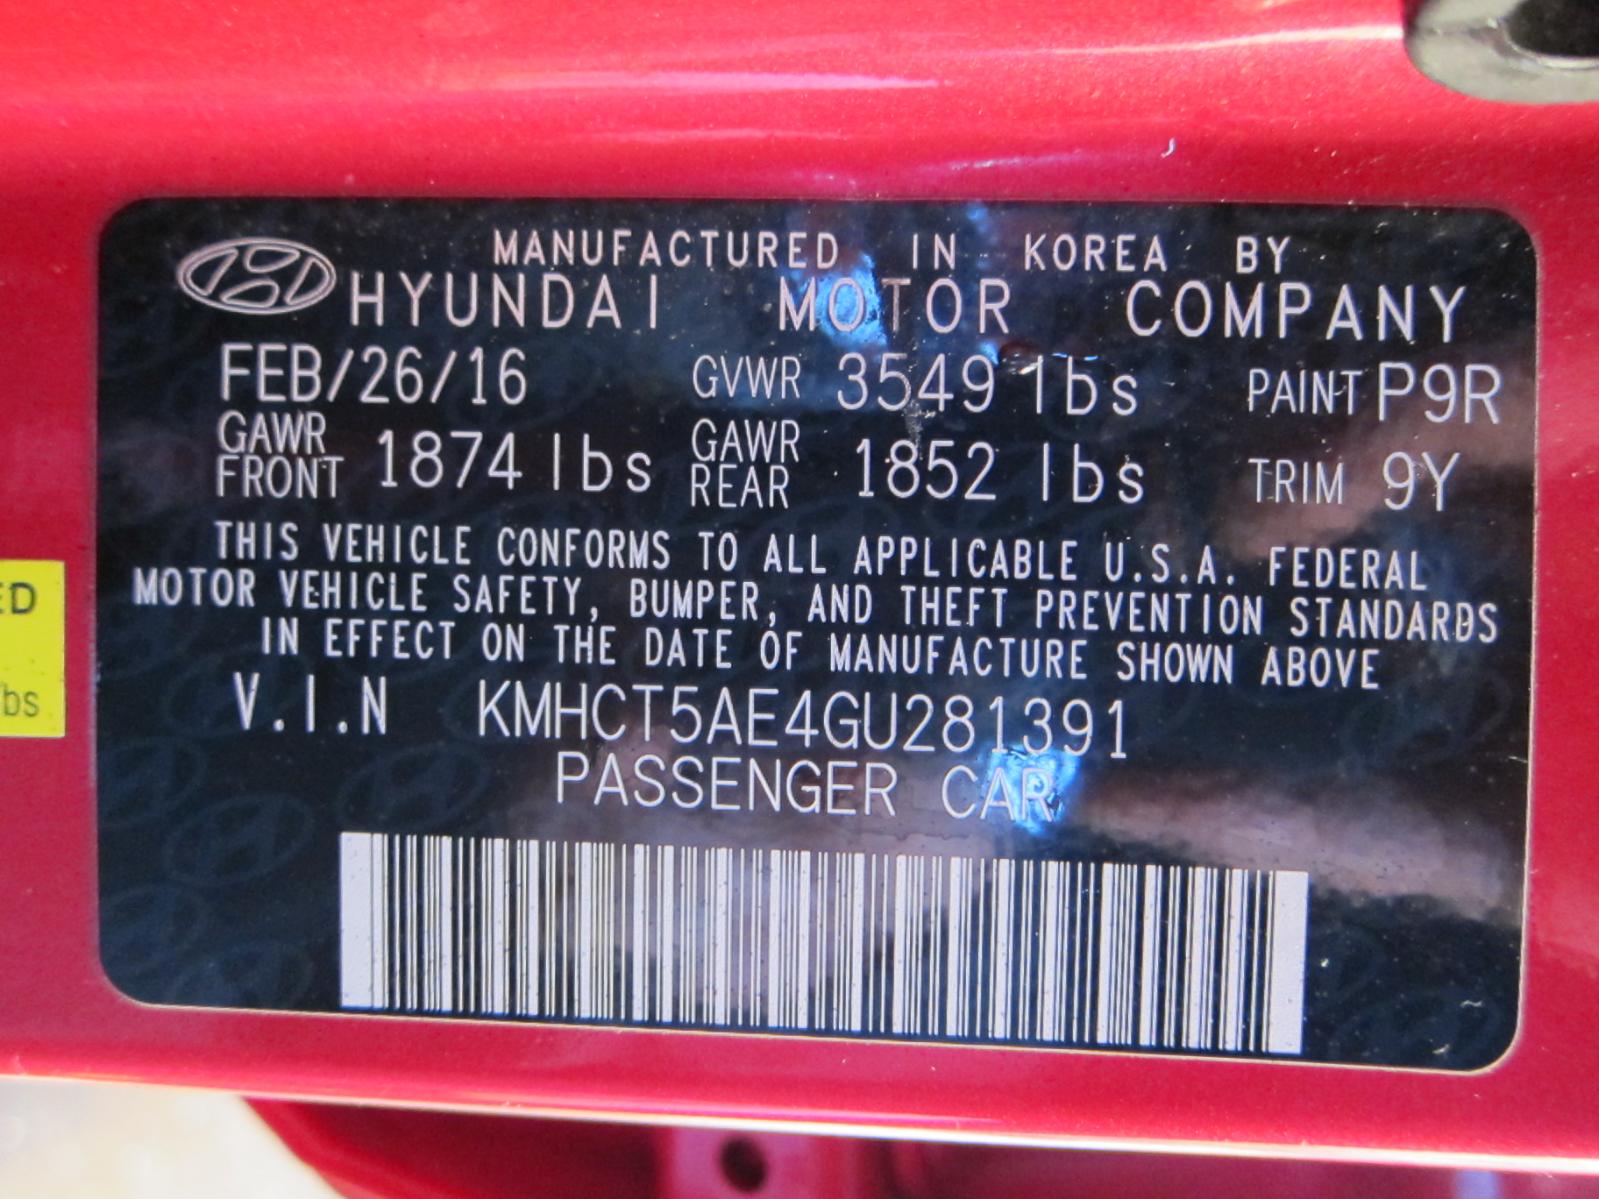 MANUFACTURED IN KOREA BY
HYUNDAI MOTOR COMPANY
FEB/26/16 GVWR 3549 lbs PAINT P9R
GAWR FRONT 1874 lbs GAWR REAR 1852 lbs TRIM 9Y
THIS VEHICLE CONFORMS TO ALL APPLICABLE U.S.A. FEDERAL
MOTOR VEHICLE SAFETY, BUMPER, AND THEFT PREVENTION STANDARDS
IN EFFECT ON THE DATE OF MANUFACTURE SHOWN ABOVE
V.I.N KMHCT5AE4GU281391
PASSENGER CAR
ED
bs